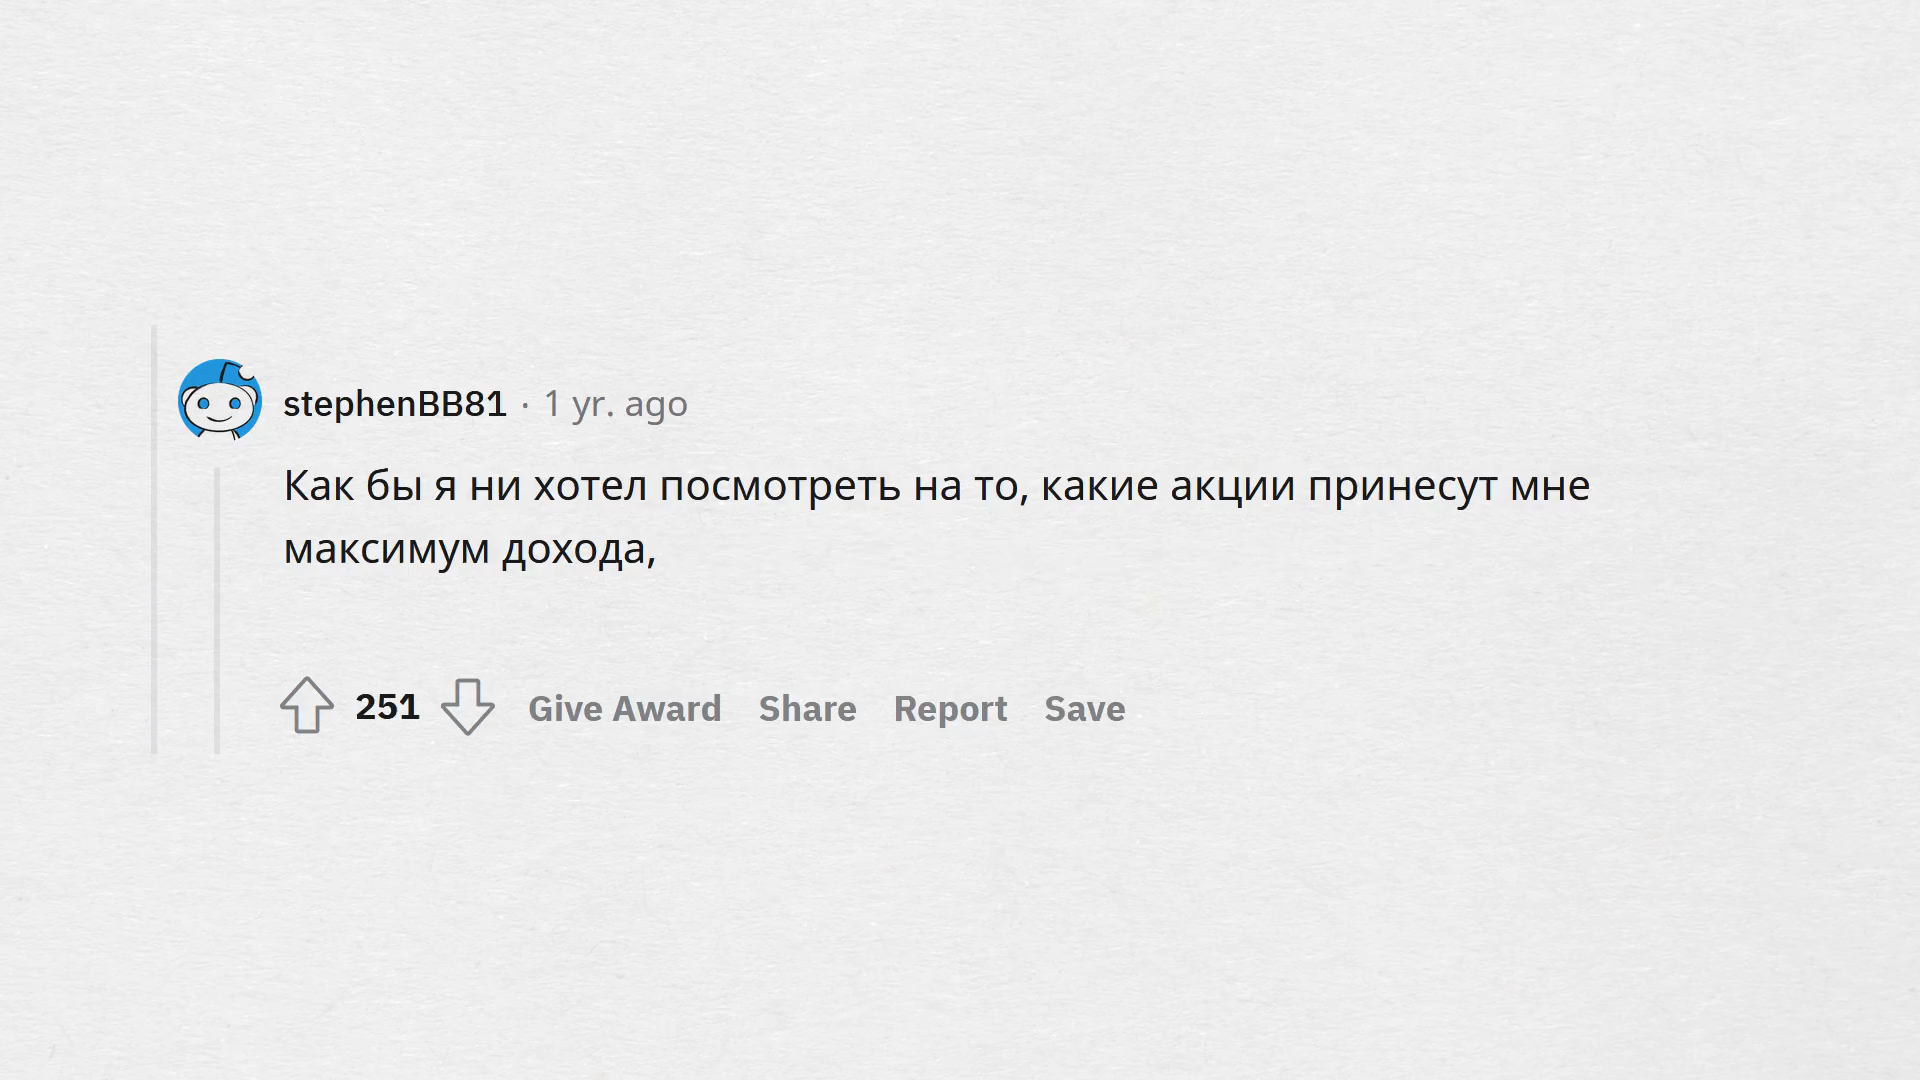 stephenBB81 · 1 yr. ago
Как бы я ни хотел посмотреть на то, какие акции принесут мне
максимум дохода,
251 Give Award Share Report Save